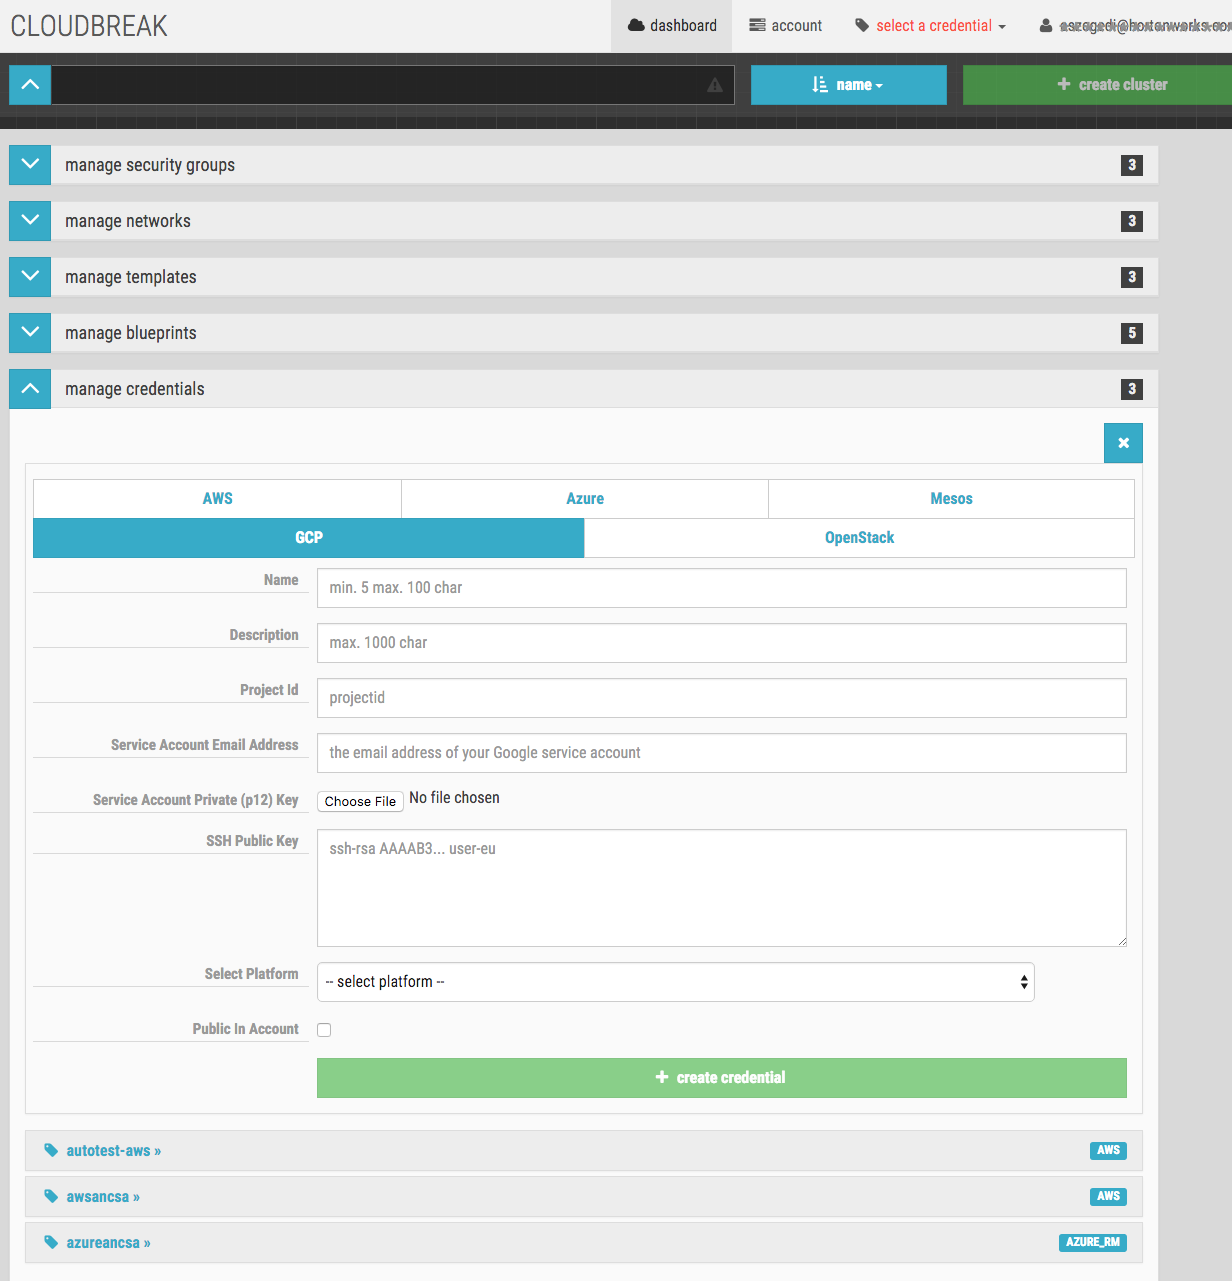 CLOUDBREAK
dashboard
account
select a credential
name
create cluster
manage security groups 3
manage networks 3
manage templates 3
manage blueprints 5
manage credentials 3
AWS Azure Mesos
GCP OpenStack
Name min. 5 max. 100 char
Description max. 1000 char
Project Id projectid
Service Account Email Address the email address of your Google service account
Service Account Private (p12) Key Choose File No file chosen
SSH Public Key ssh-rsa AAAAB3... user-eu
Select Platform -- select platform --
Public In Account
create credential
autotest-aws » AWS
awsancsa » AWS
azureancsa » AZURE_RM